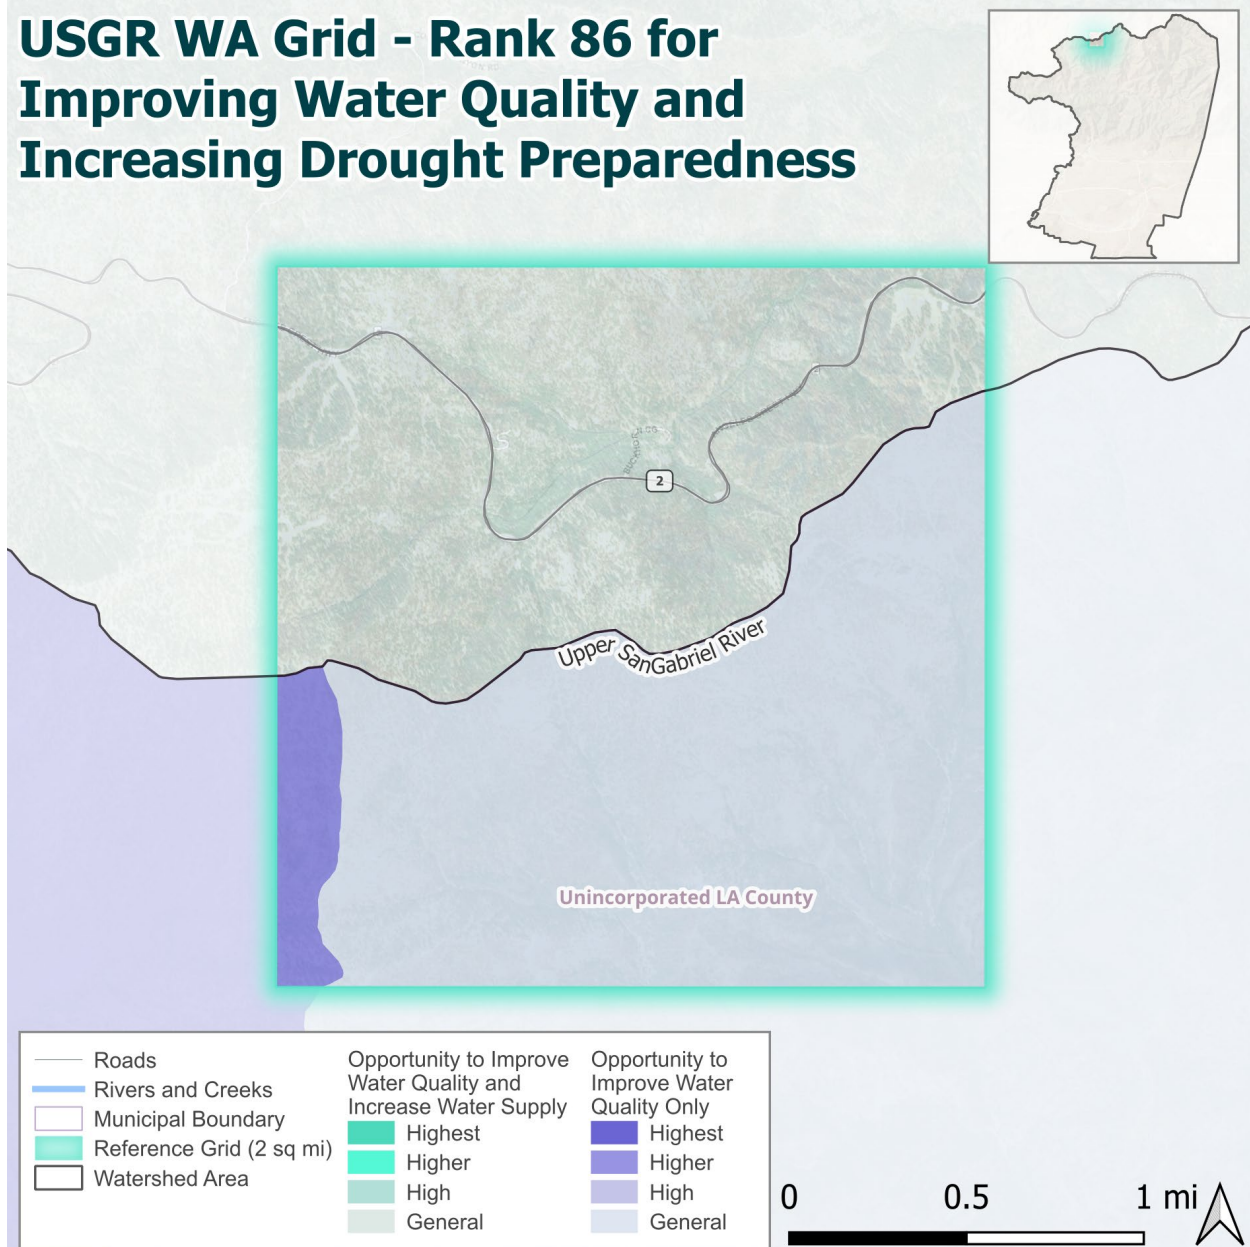 USGR WA Grid - Rank 86 for
Improving Water Quality and
Increasing Drought Preparedness
2
Upper SanGabriel River
Unincorporated LA County
Roads
Rivers and Creeks
Municipal Boundary
Reference Grid (2 sq mi)
Watershed Area
Opportunity to Improve
Water Quality and
Increase Water Supply
Highest
Higher
High
General
Opportunity to
Improve Water
Quality Only
Highest
Higher
High
General
0 0.5 1 mi